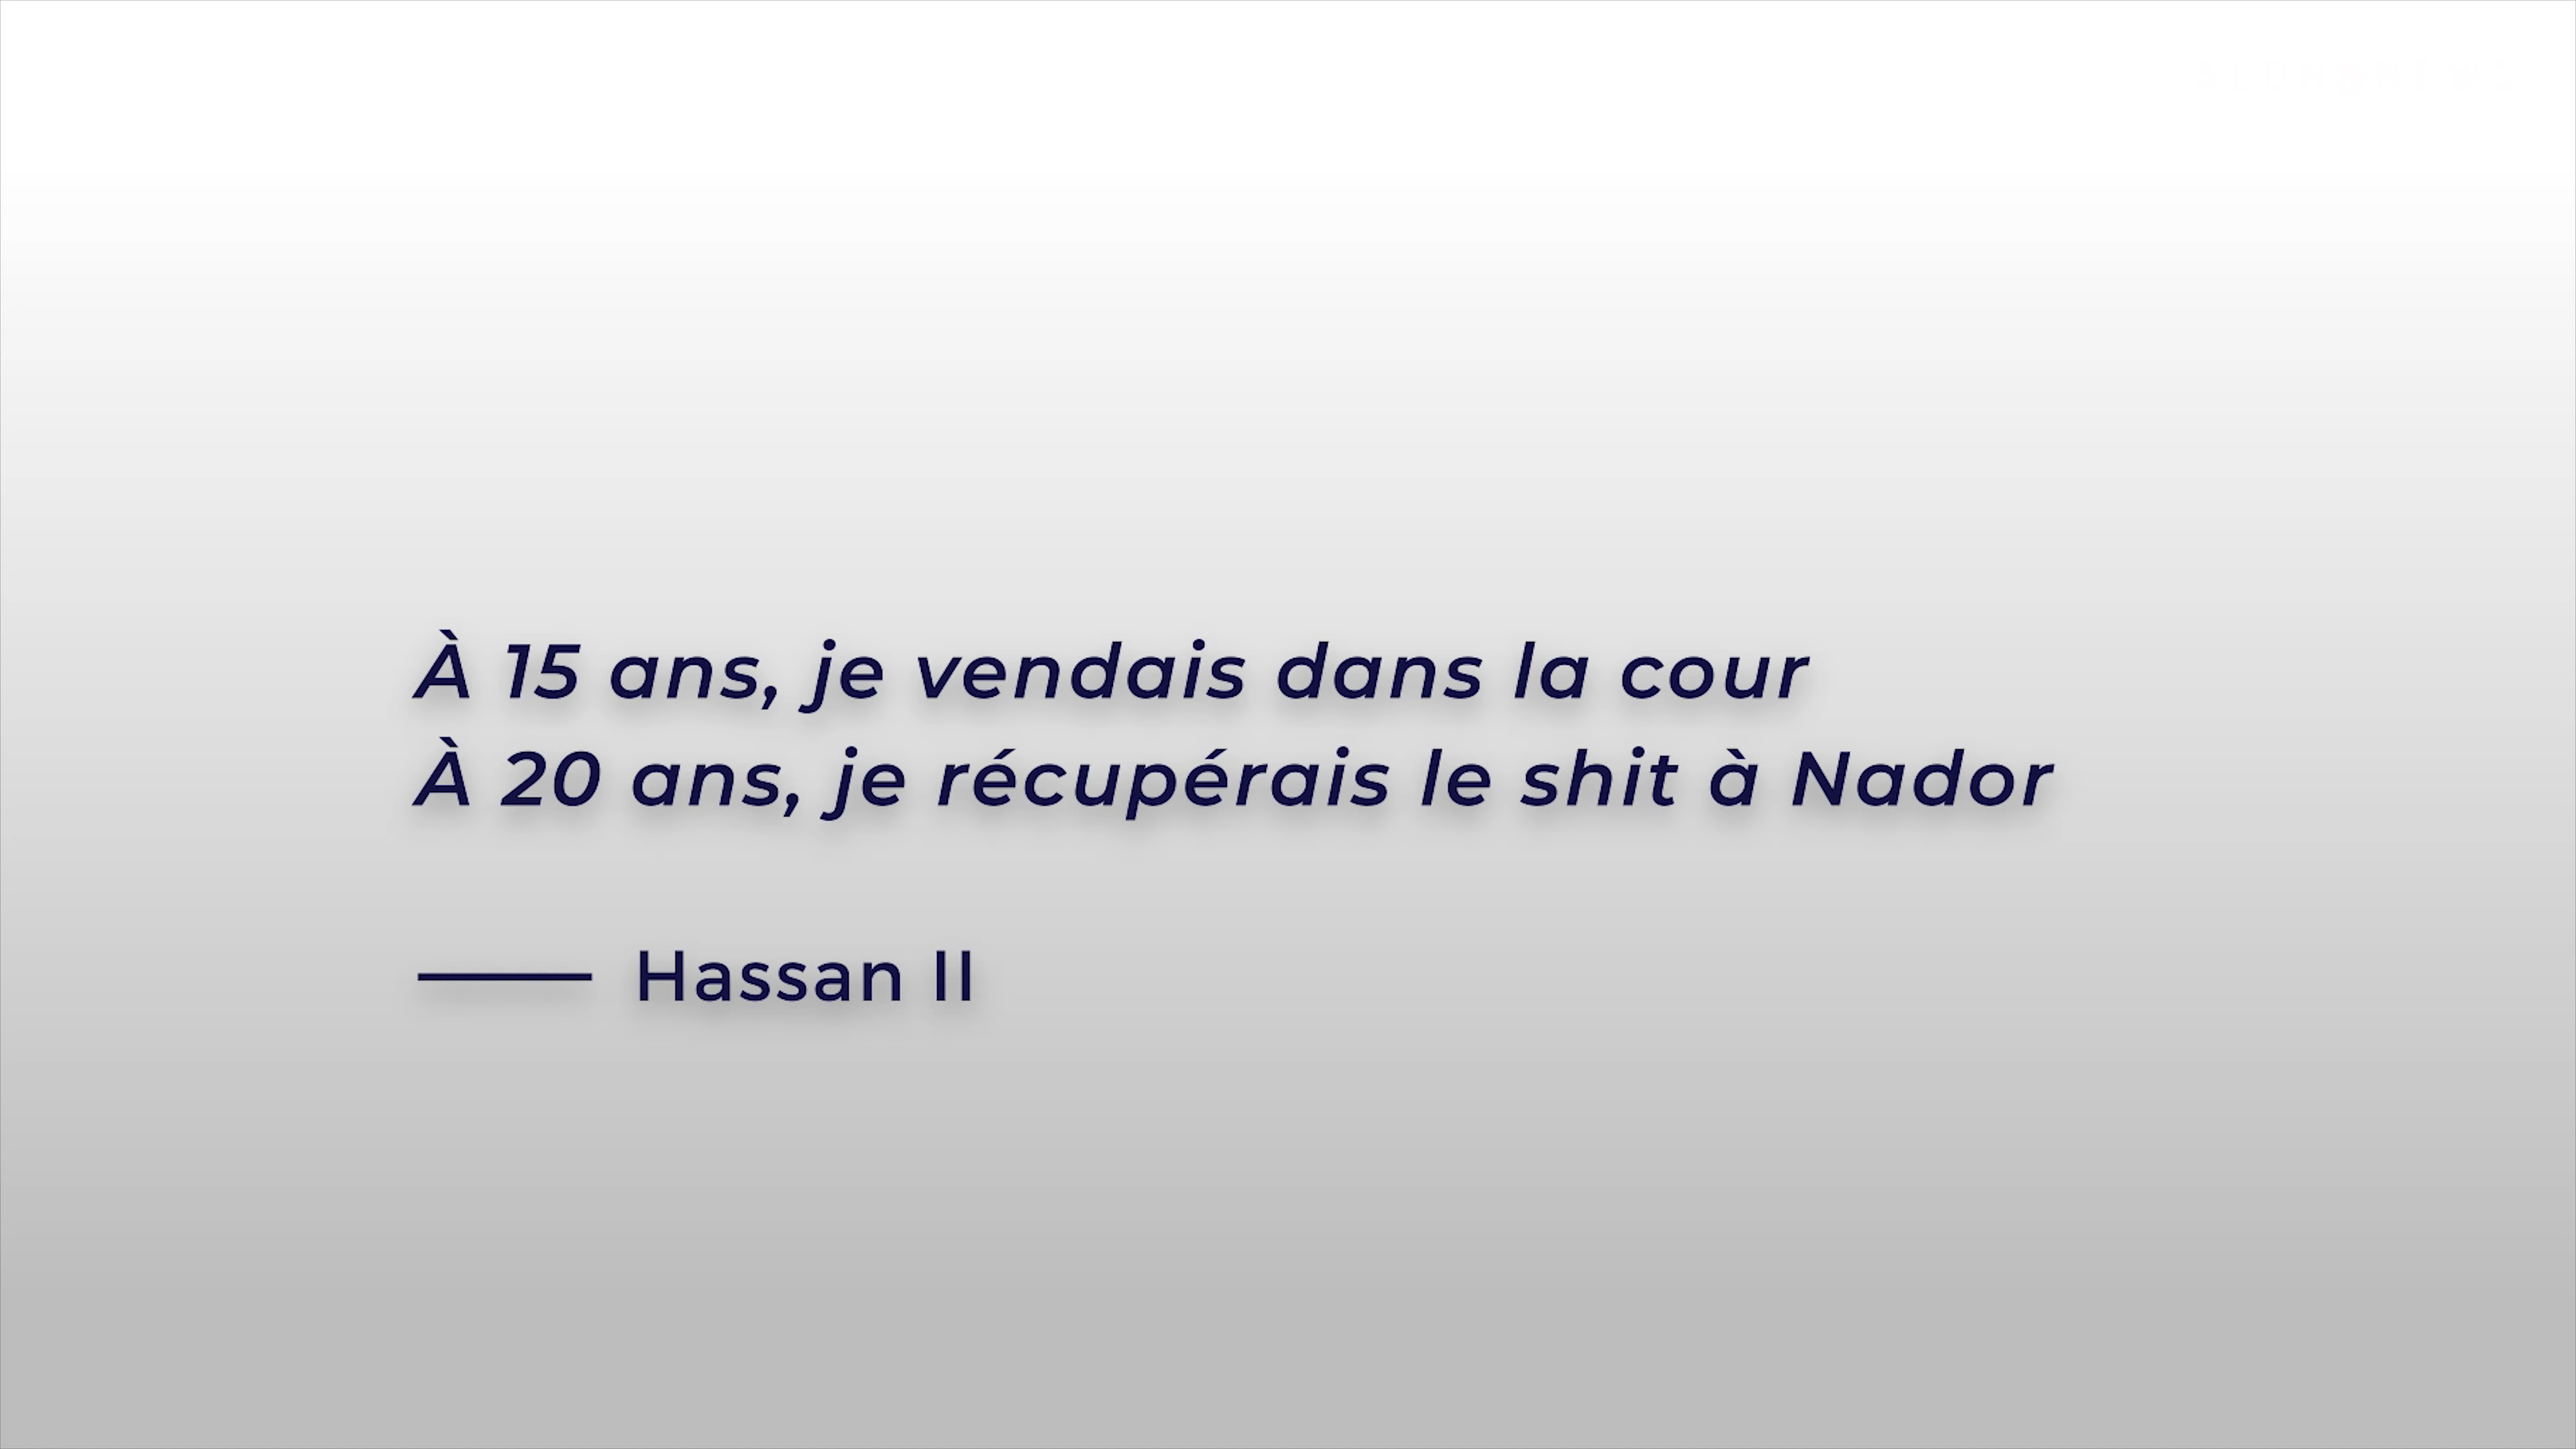 À 15 ans, je vendais dans la cour
À 20 ans, je récupérais le shit à Nador
Hassan II